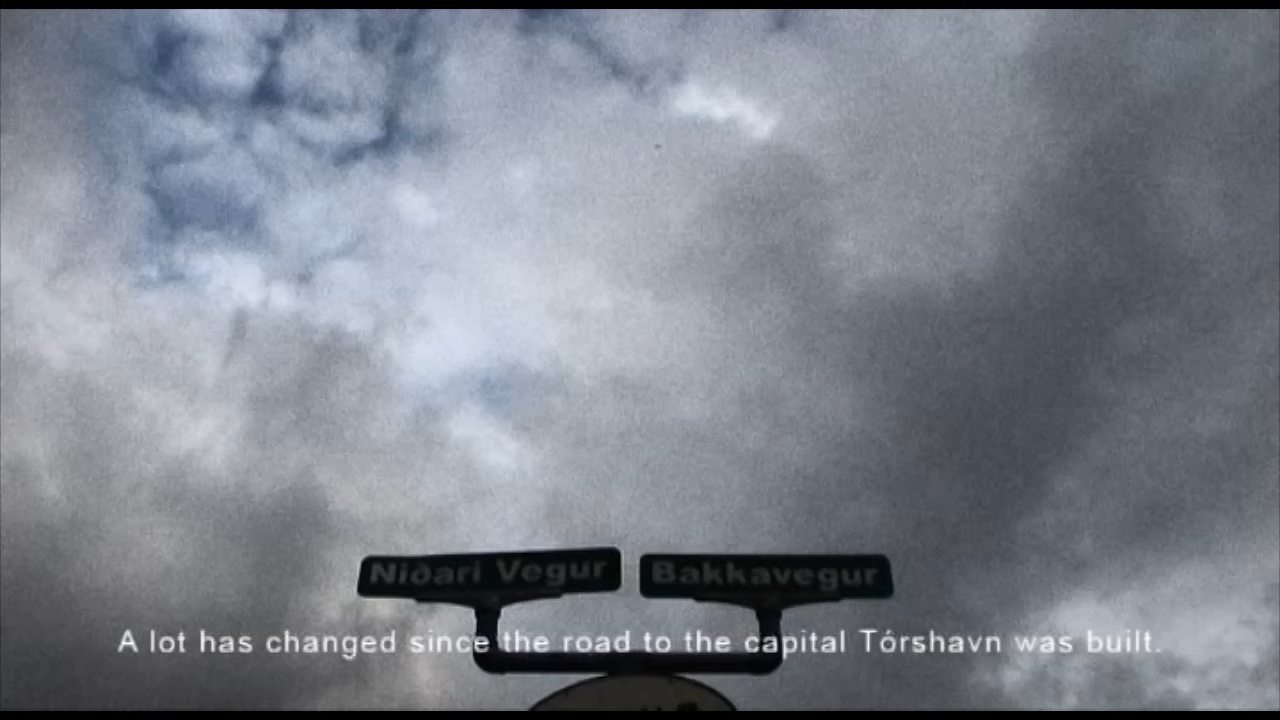 Niðari Vegur
Bakkavegur
A lot has changed since the road to the capital Tórshavn was built.